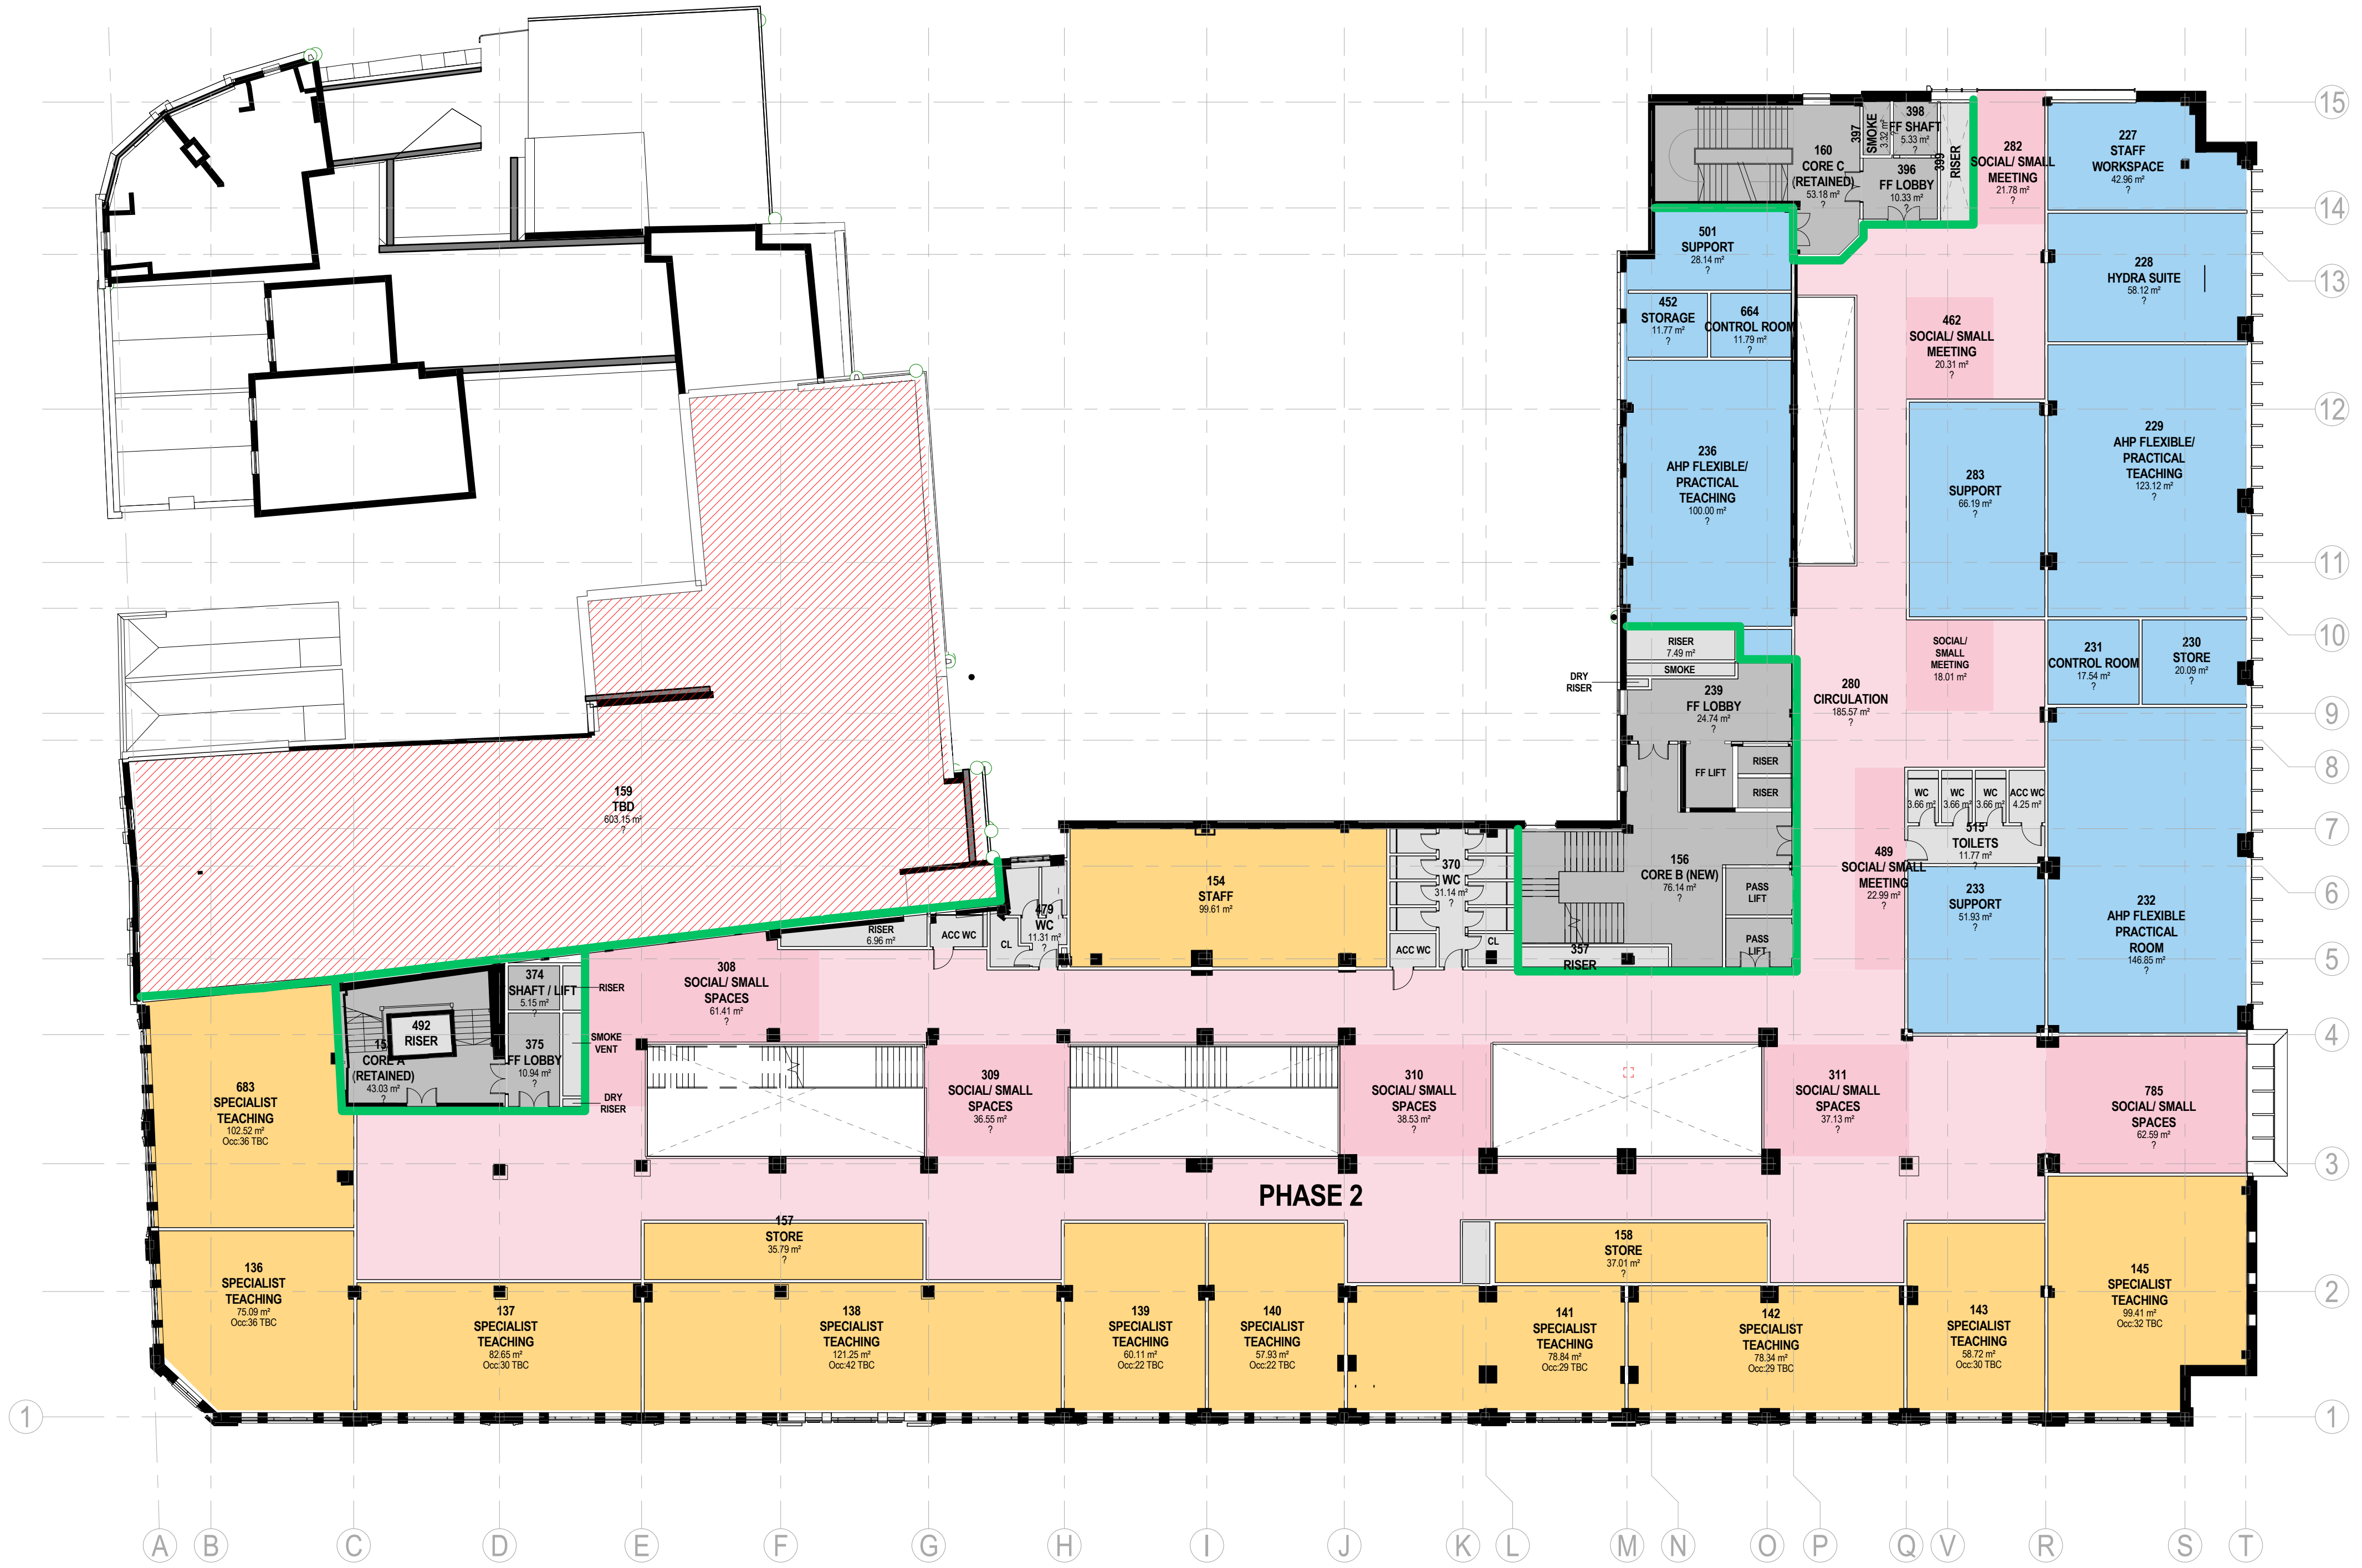 15
398
FF SHAFT
5.33 m²
?
SMOKE
3.32 m²
397
399
RISER
160
CORE C
(RETAINED)
53.18 m²
?
396
FF LOBBY
10.33 m²
?
282
SOCIAL/ SMALL
MEETING
21.78 m²
?
227
STAFF
WORKSPACE
42.96 m²
?
14
501
SUPPORT
28.14 m²
?
228
HYDRA SUITE
58.12 m²
?
13
452
STORAGE
11.77 m²
?
664
CONTROL ROOM
11.79 m²
?
462
SOCIAL/ SMALL
MEETING
20.31 m²
?
12
236
AHP FLEXIBLE/
PRACTICAL
TEACHING
100.00 m²
?
283
SUPPORT
66.19 m²
?
229
AHP FLEXIBLE/
PRACTICAL
TEACHING
123.12 m²
?
11
10
RISER
7.49 m²
SMOKE
DRY
RISER
239
FF LOBBY
24.74 m²
?
280
CIRCULATION
185.57 m²
?
SOCIAL/
SMALL
MEETING
18.01 m²
231
CONTROL ROOM
17.54 m²
?
230
STORE
20.09 m²
?
9
8
FF LIFT
RISER
RISER
159
TBD
603.15 m²
?
WC
3.66 m²
WC
3.66 m²
WC
3.66 m²
ACC WC
4.25 m²
515
TOILETS
11.77 m²
?
7
154
STAFF
99.61 m²
370
WC
31.14 m²
?
156
CORE B (NEW)
76.14 m²
?
PASS
LIFT
PASS
LIFT
489
SOCIAL/ SMALL
MEETING
22.99 m²
?
233
SUPPORT
51.93 m²
?
232
AHP FLEXIBLE
PRACTICAL
ROOM
146.85 m²
?
6
RISER
6.96 m²
ACC WC
CL
479
WC
11.31 m²
?
ACC WC
CL
357
RISER
5
374
SHAFT / LIFT
5.15 m²
?
RISER
308
SOCIAL/ SMALL
SPACES
61.41 m²
?
492
RISER
CORE A
(RETAINED)
43.03 m²
?
375
FF LOBBY
10.94 m²
?
SMOKE
VENT
DRY
RISER
4
683
SPECIALIST
TEACHING
102.52 m²
Occ:36 TBC
309
SOCIAL/ SMALL
SPACES
36.55 m²
?
310
SOCIAL/ SMALL
SPACES
38.53 m²
?
311
SOCIAL/ SMALL
SPACES
37.13 m²
?
785
SOCIAL/ SMALL
SPACES
62.59 m²
?
3
PHASE 2
157
STORE
35.79 m²
?
158
STORE
37.01 m²
?
136
SPECIALIST
TEACHING
75.09 m²
Occ:36 TBC
137
SPECIALIST
TEACHING
82.65 m²
Occ:30 TBC
138
SPECIALIST
TEACHING
121.25 m²
Occ:42 TBC
139
SPECIALIST
TEACHING
60.11 m²
Occ:22 TBC
140
SPECIALIST
TEACHING
57.93 m²
Occ:22 TBC
141
SPECIALIST
TEACHING
78.84 m²
Occ:29 TBC
142
SPECIALIST
TEACHING
78.34 m²
Occ:29 TBC
143
SPECIALIST
TEACHING
58.72 m²
Occ:30 TBC
145
SPECIALIST
TEACHING
99.41 m²
Occ:32 TBC
2
1
1
A B C D E F G H I J K L M N O P Q V R S T